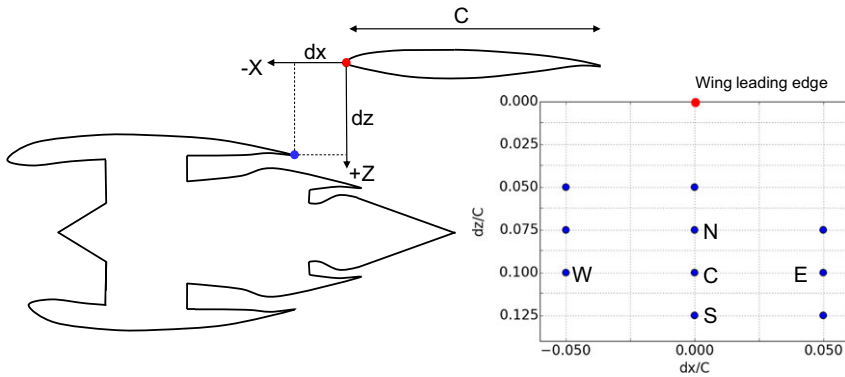 C
dx
-X
dz
+Z
Wing leading edge
0.000
0.025
0.050
0.075
0.100
0.125
dz/C
N
W
C
E
S
−0.050
0.000
0.050
dx/C